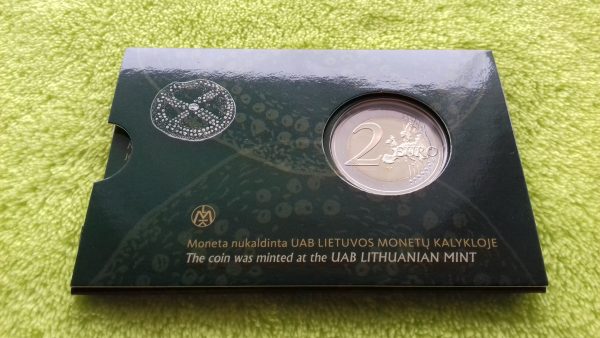 2 EURO
Moneta nukaldinta UAB LIETUVOS MONETŲ KALYKLOJE
The coin was minted at the UAB LITHUANIAN MINT